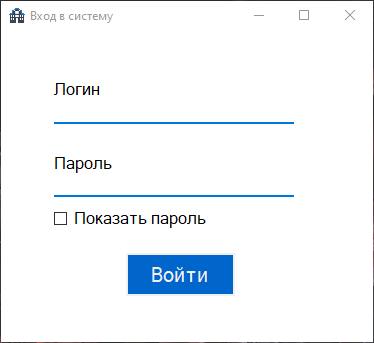 Вход в систему
Логин
Пароль
Показать пароль
Войти